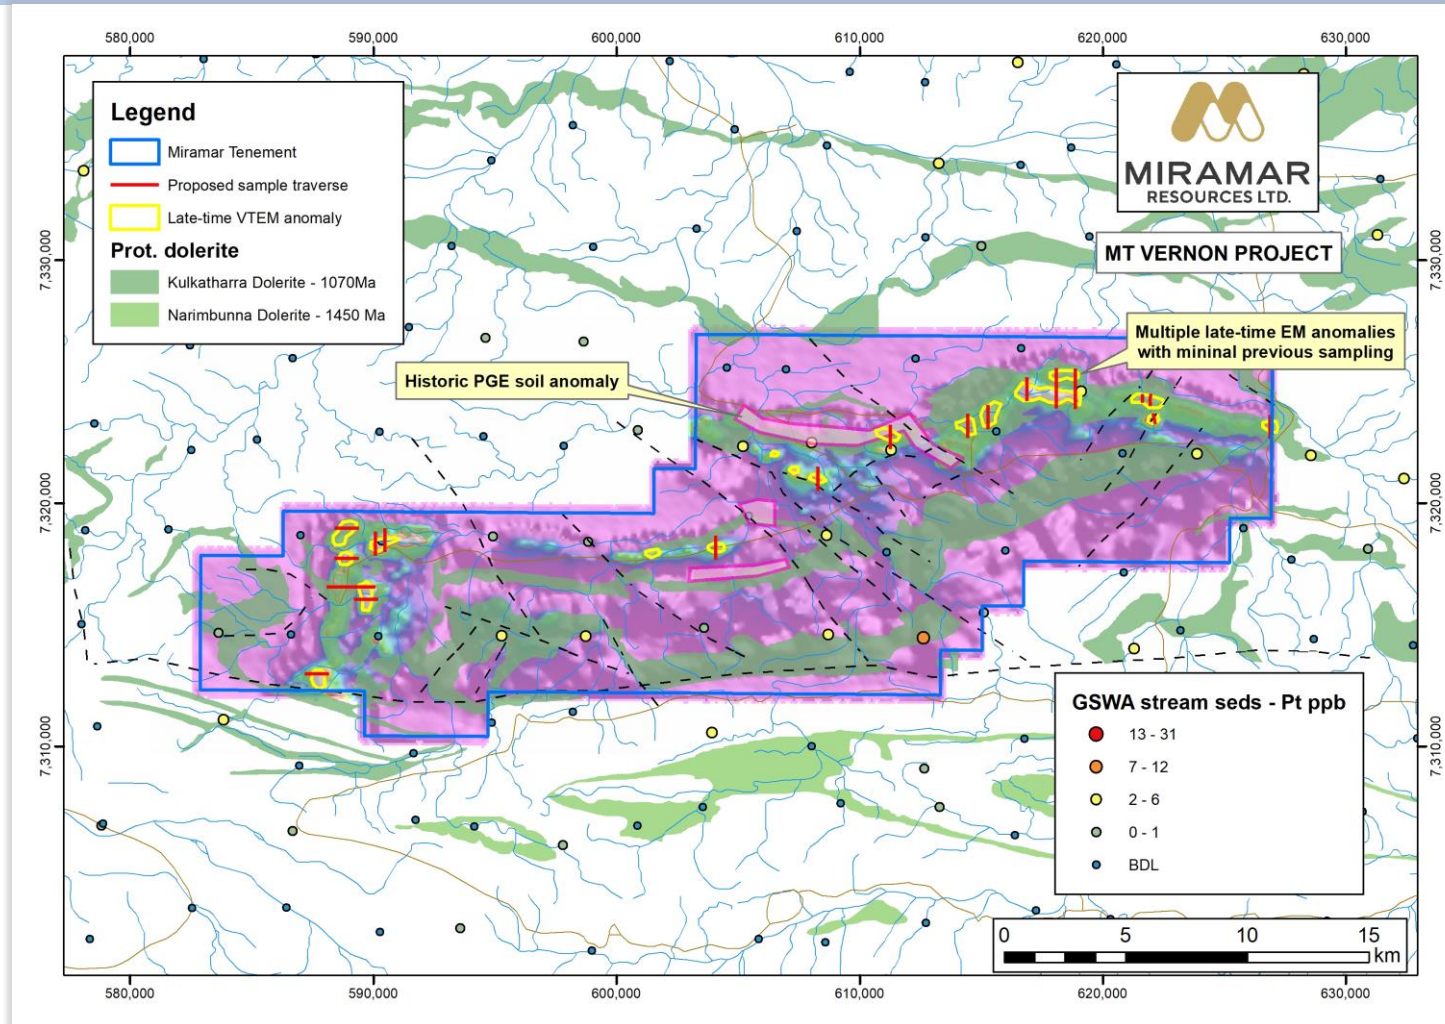 580,000 590,000 600,000 610,000 620,000 630,000
Legend
Miramar Tenement
Proposed sample traverse
Late-time VTEM anomaly
Prot. dolerite
Kulkatharra Dolerite - 1070Ma
Narimbunna Dolerite - 1450 Ma
MIRAMAR
RESOURCES LTD.
MT VERNON PROJECT
7,330,000 7,330,000
Multiple late-time EM anomalies
with mininal previous sampling
Historic PGE soil anomaly
7,320,000 7,320,000
7,310,000 7,310,000
GSWA stream seds - Pt ppb
13 - 31
7 - 12
2 - 6
0 - 1
BDL
0 5 10 15
km
580,000 590,000 600,000 610,000 620,000 630,000